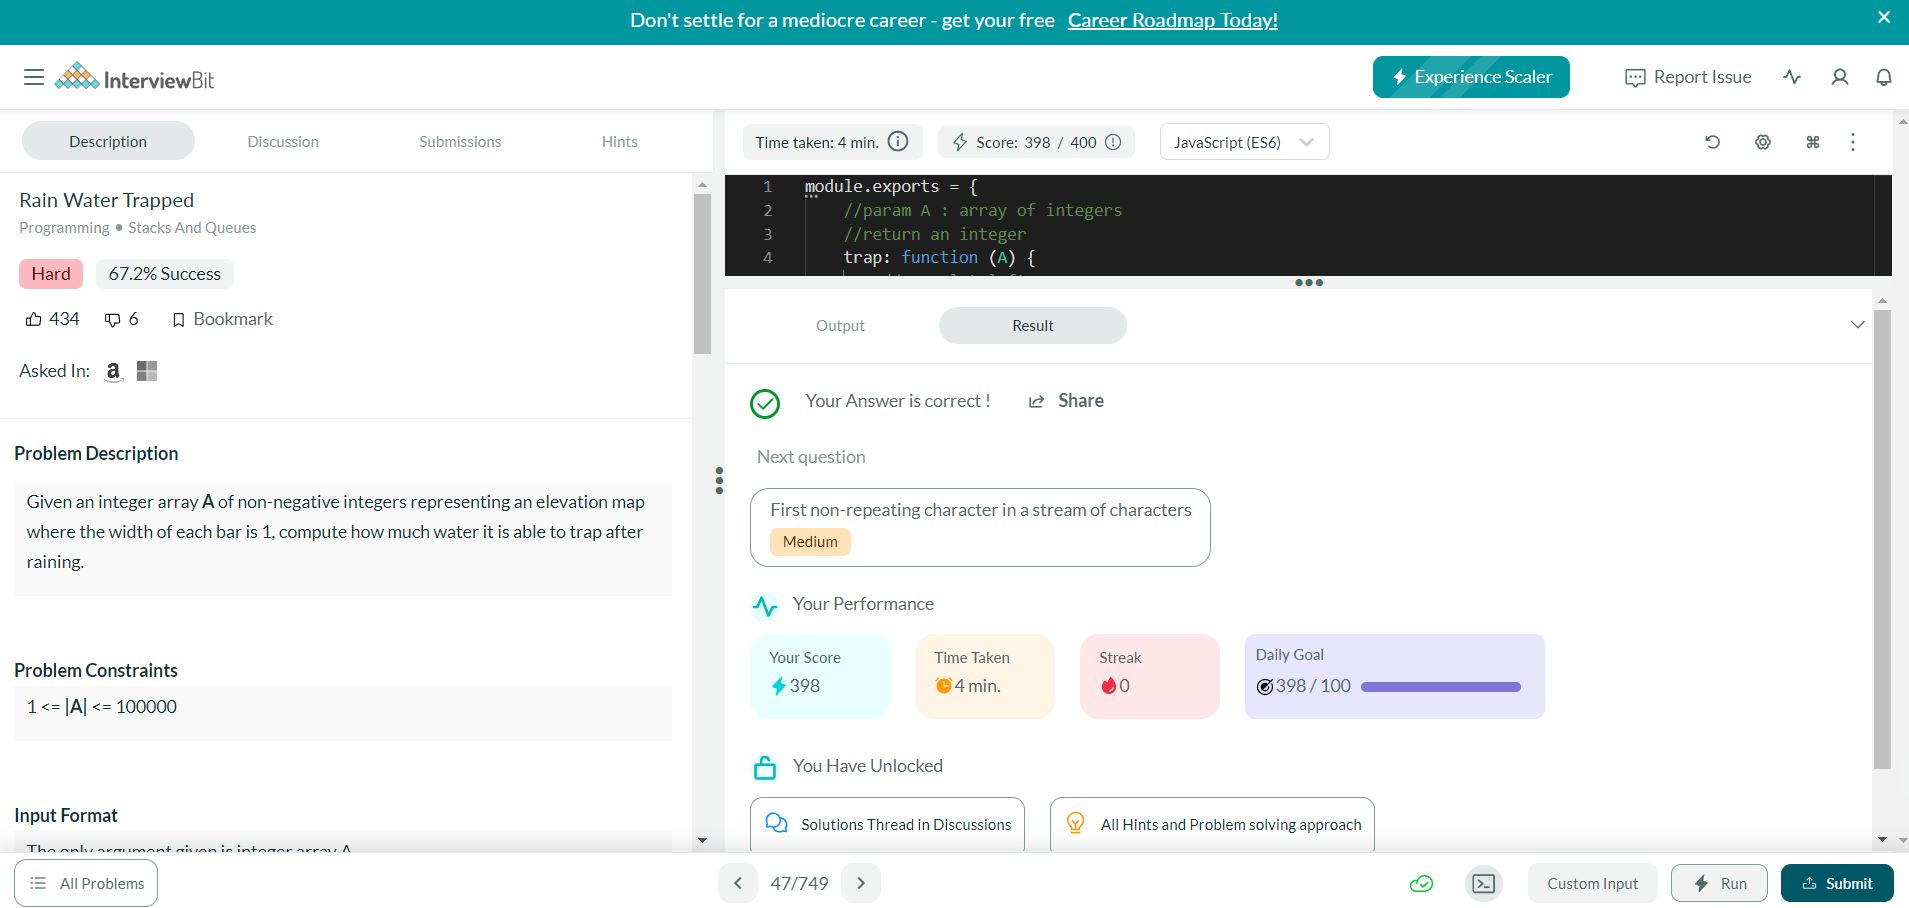 Don't settle for a mediocre career - get your free Career Roadmap Today!
InterviewBit
Experience Scaler
Report Issue
Description
Discussion
Submissions
Hints
Rain Water Trapped
Programming • Stacks And Queues
Hard
67.2% Success
434
6
Bookmark
Asked In:
Problem Description
Given an integer array A of non-negative integers representing an elevation map
where the width of each bar is 1, compute how much water it is able to trap after
raining.
Problem Constraints
1 <= |A| <= 100000
Input Format
The only argument given is integer array A.
Time taken: 4 min.
Score: 398 / 400
JavaScript (ES6)
1 module.exports = {
2 //param A : array of integers
3 //return an integer
4 trap: function (A) {
Output
Result
Your Answer is correct !
Share
Next question
First non-repeating character in a stream of characters
Medium
Your Performance
Your Score
398
Time Taken
4 min.
Streak
0
Daily Goal
398 / 100
You Have Unlocked
Solutions Thread in Discussions
All Hints and Problem solving approach
All Problems
47/749
Custom Input
Run
Submit